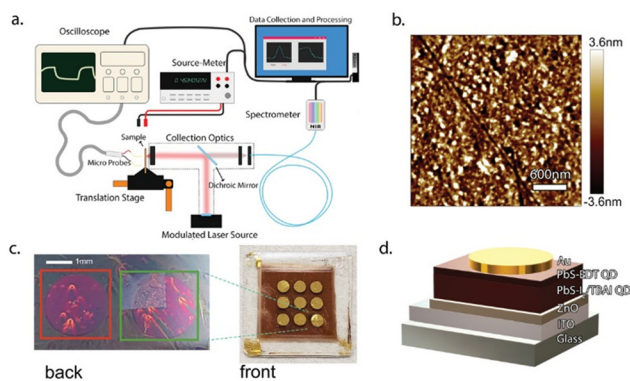 a.
Oscilloscope
Source-Meter
Data Collection and Processing
Spectrometer
NIR
Sample
Collection Optics
Micro Probes
Dichroic Mirror
Translation Stage
Modulated Laser Source
b.
3.6nm
600nm
-3.6nm
c.
1mm
back
front
d.
Au
PbS-EDT QD
PbS-I/TBAI QD
ZnO
ITO
Glass